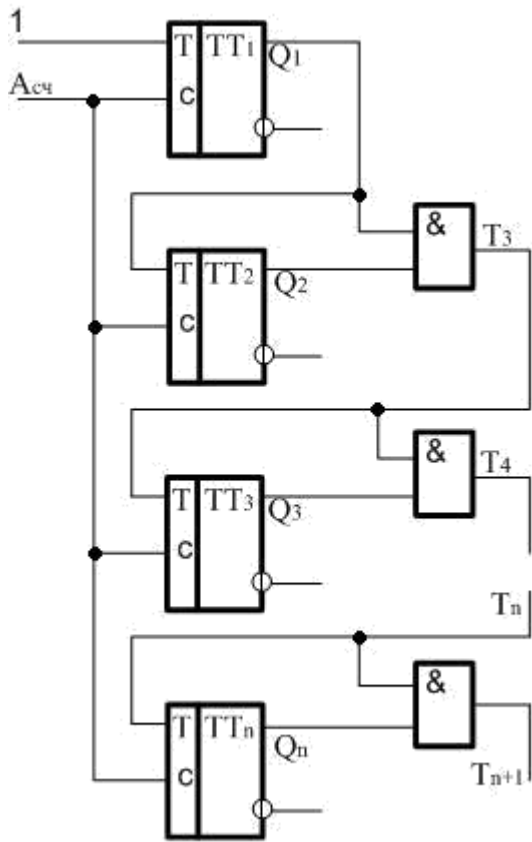 1
T TT1 Q1
Aсч
C
&
T3
T TT2 Q2
C
&
T4
T TT3 Q3
C
Tn
&
T TTn Qn
C
Tn+1